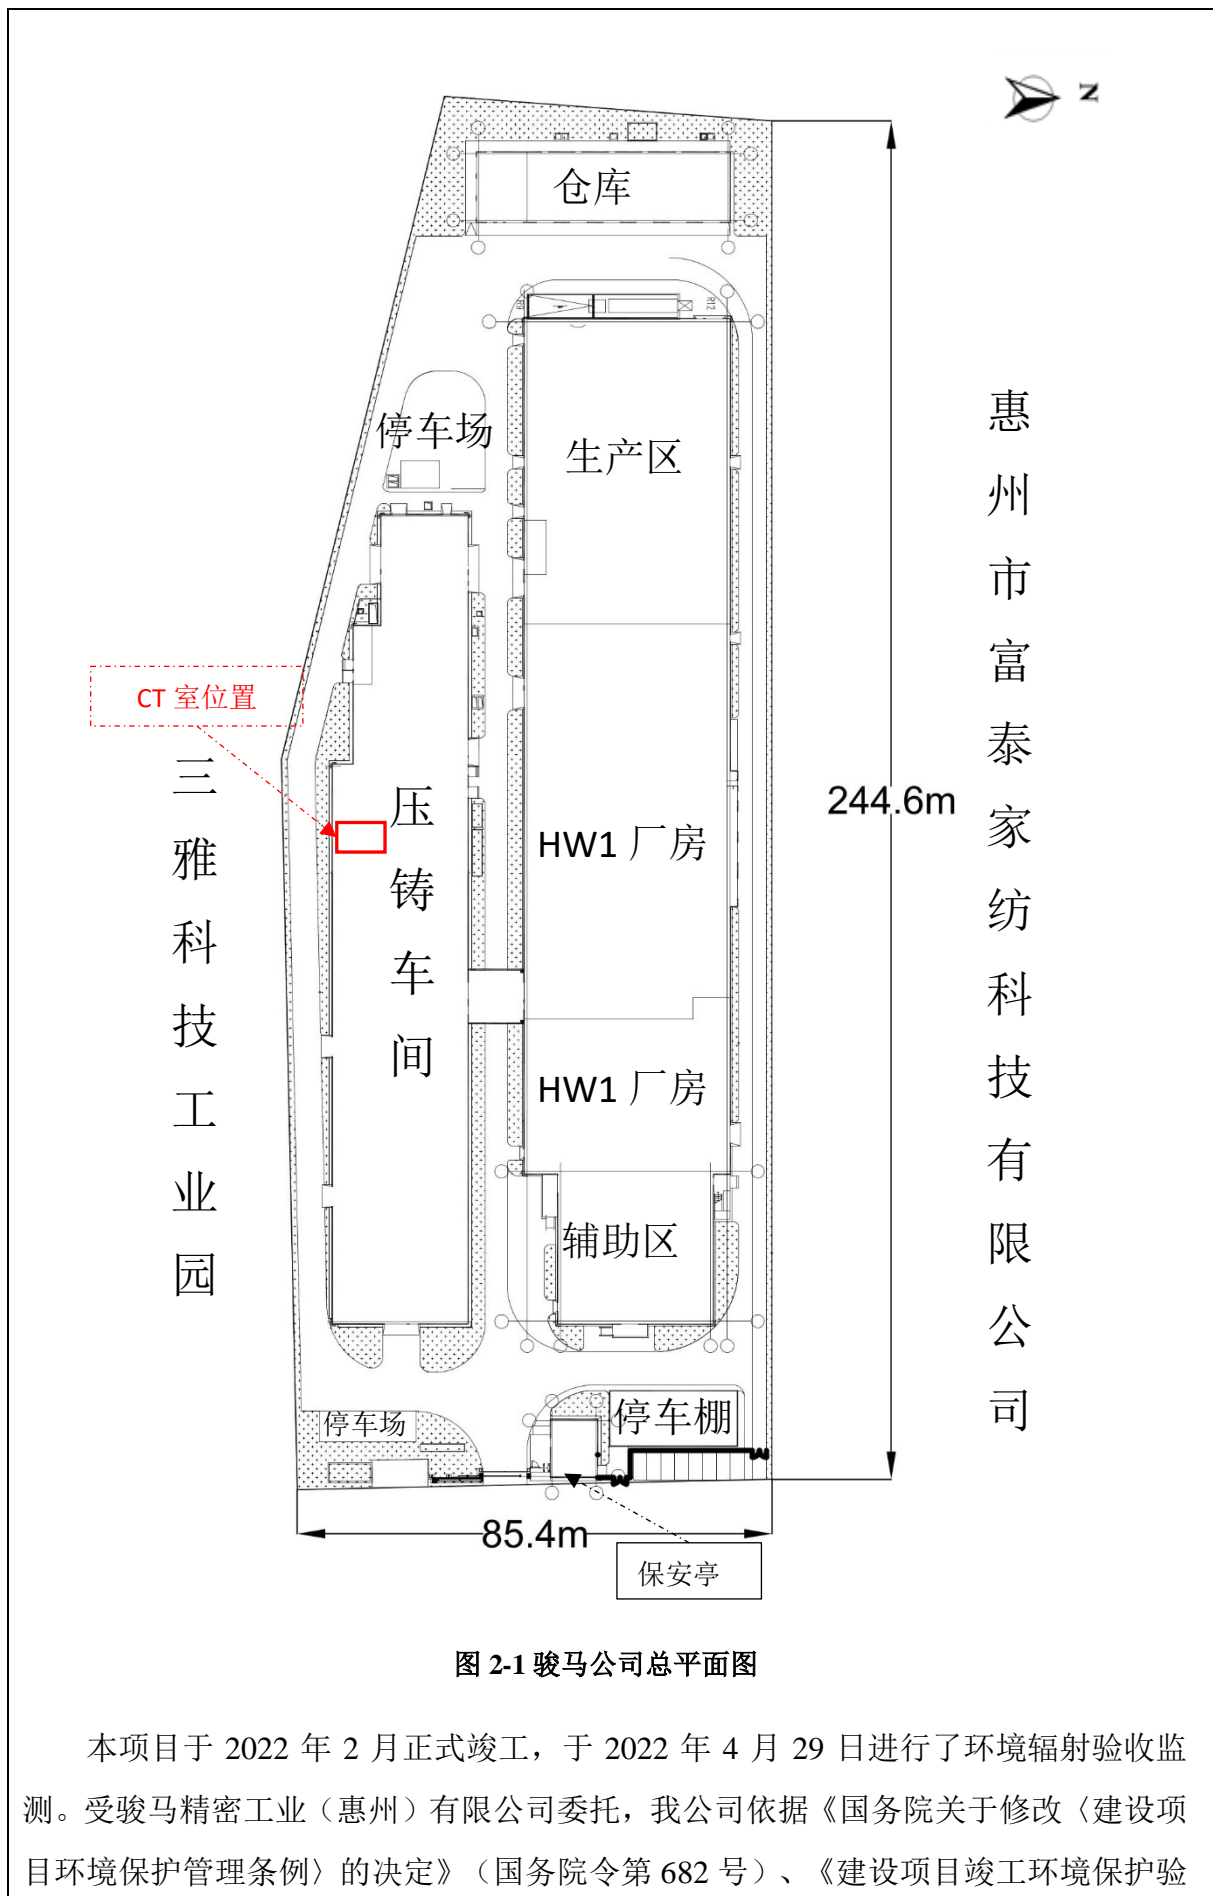 N
仓库
R9
R12
停车场
生产区
惠州市富泰家纺科技有限公司
CT 室位置
三雅科技工业园
压铸车间
244.6m
HW1 厂房
HW1 厂房
辅助区
停车场
停车棚
85.4m
保安亭
图 2-1 骏马公司总平面图
本项目于 2022 年 2 月正式竣工，于 2022 年 4 月 29 日进行了环境辐射验收监
测。受骏马精密工业（惠州）有限公司委托，我公司依据《国务院关于修改〈建设项
目环境保护管理条例〉的决定》（国务院令第 682 号）、《建设项目竣工环境保护验